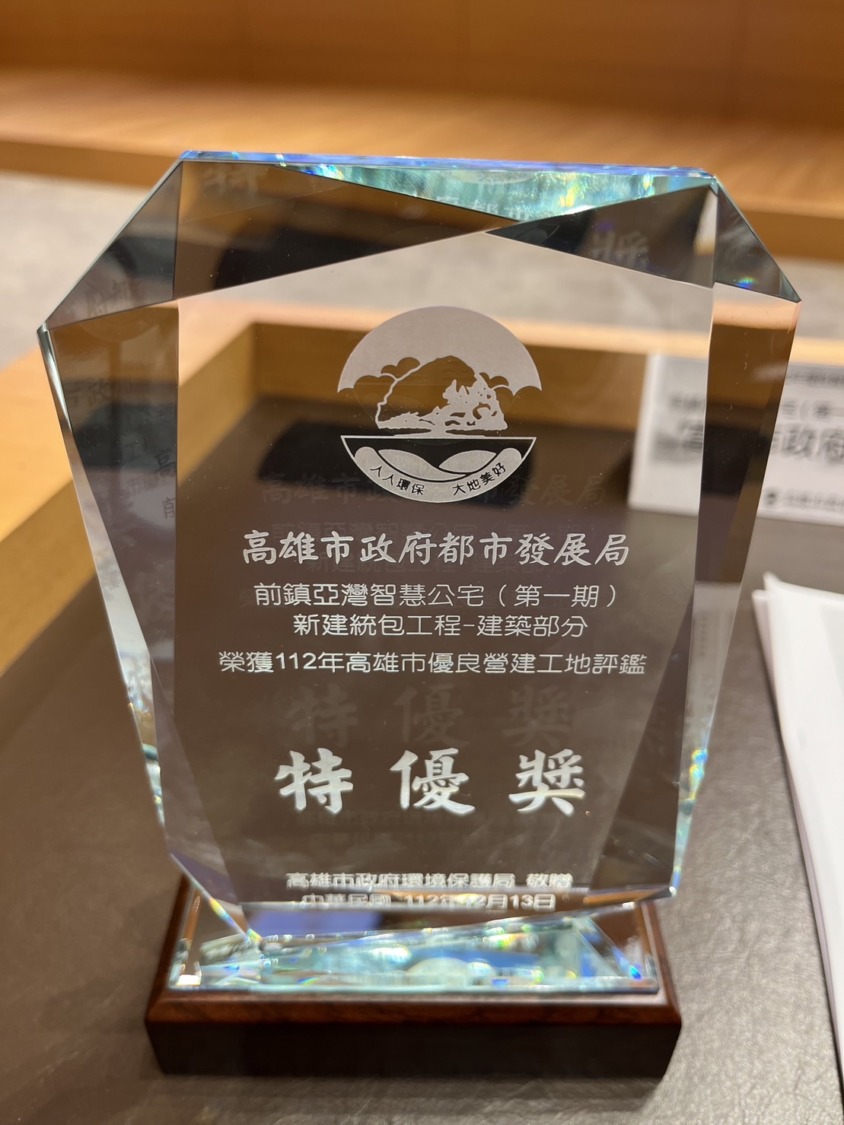 人人環保 大地美好
高雄市政府都市發展局
前鎮亞灣智慧公宅（第一期）
新建統包工程-建築部分
榮獲112年高雄市優良營建工地評鑑
特優獎
高雄市政府環境保護局 敬贈
中華民國 112年12月13日
市政府